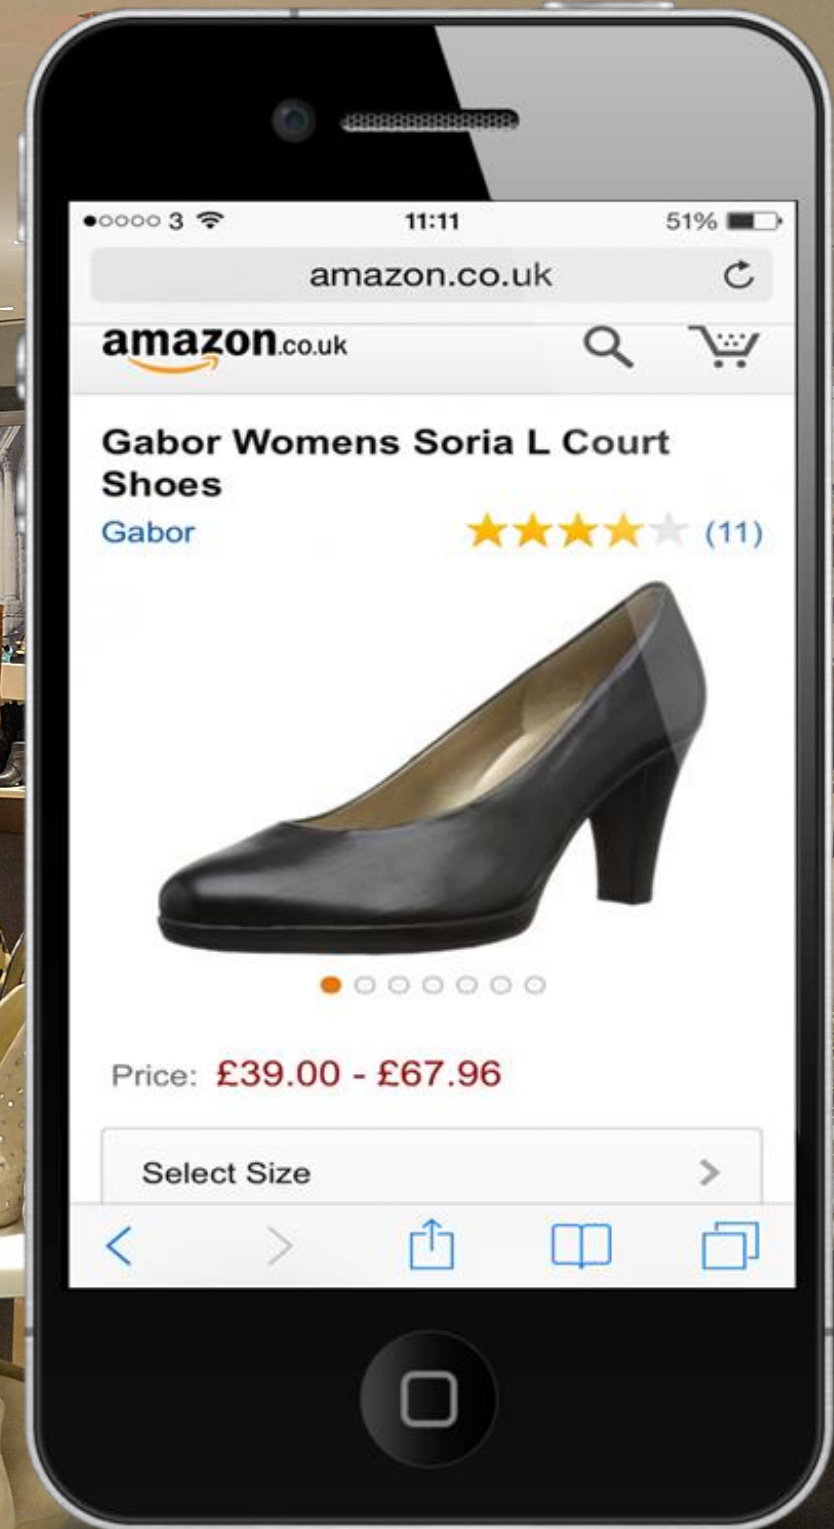 3 11:11 51%
amazon.co.uk
amazon.co.uk
Gabor Womens Soria L Court
Shoes
Gabor (11)
Price: £39.00 - £67.96
Select Size